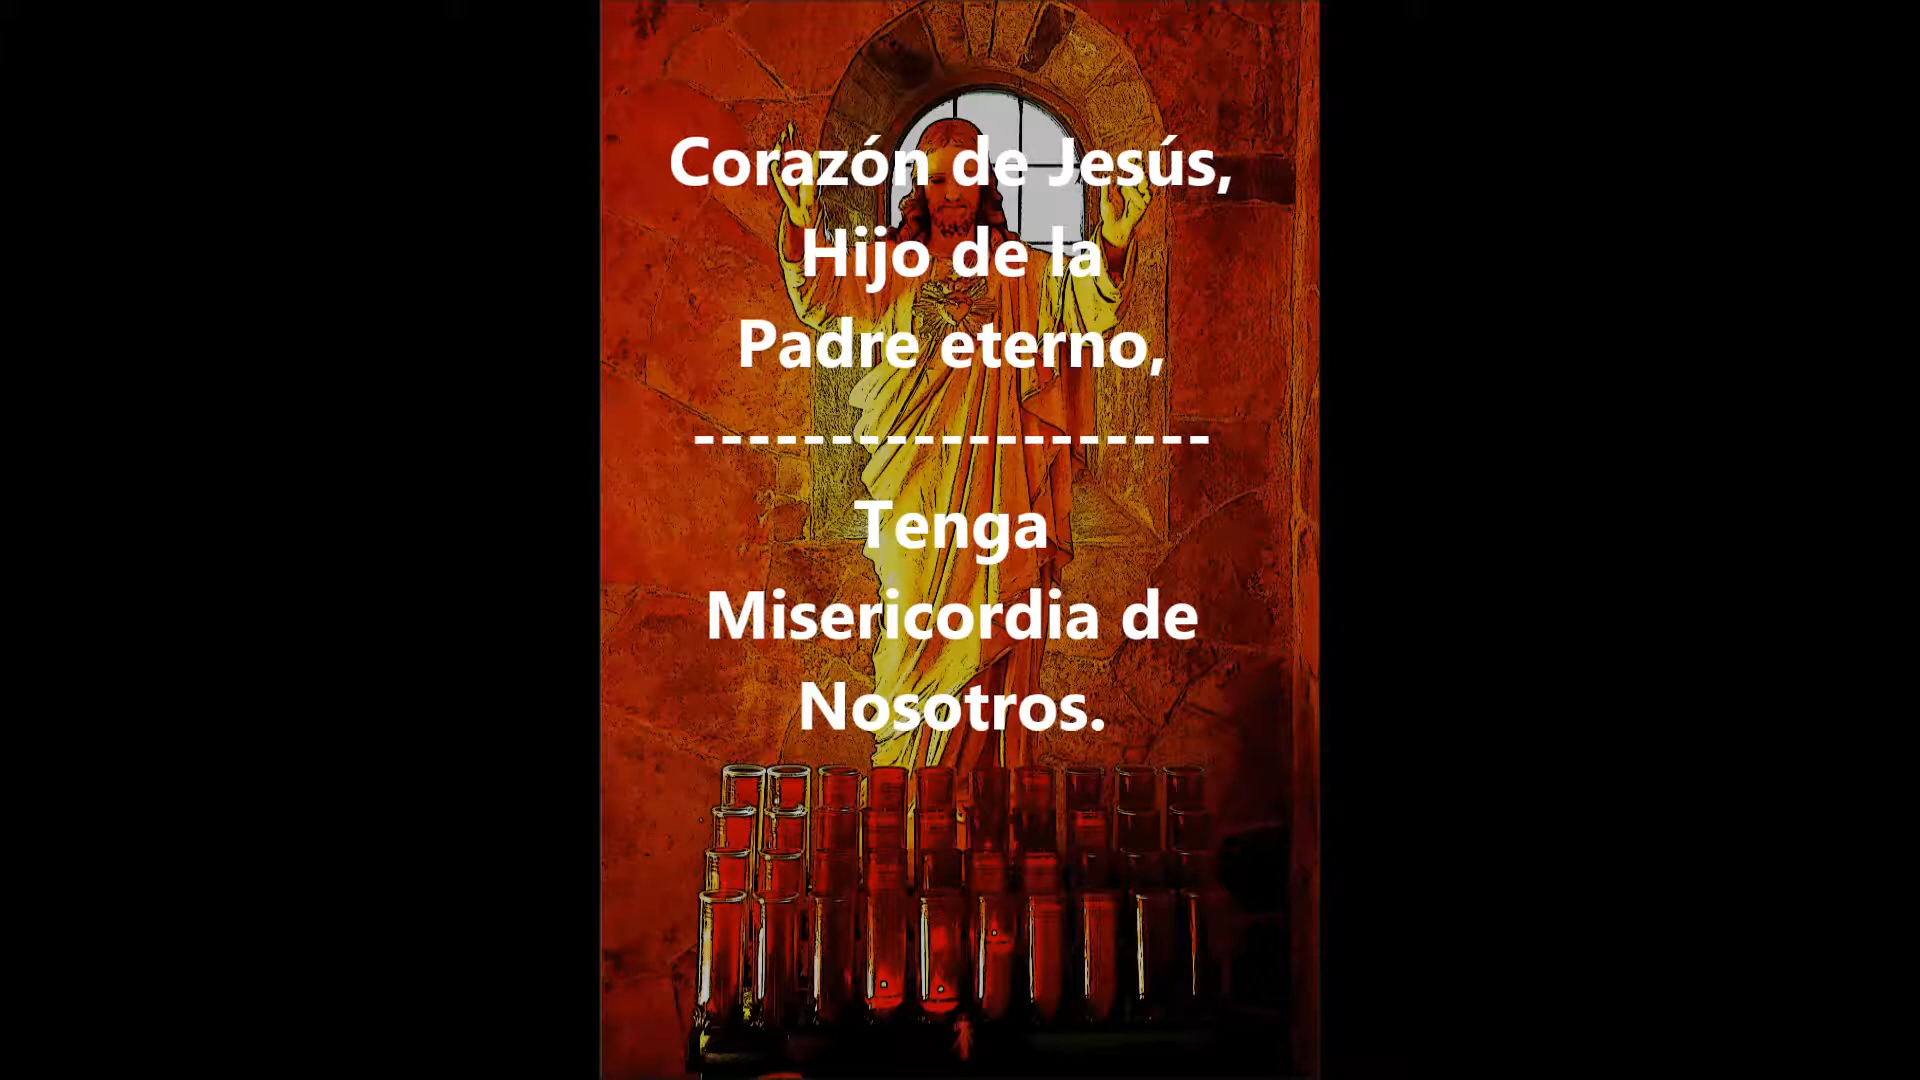 Corazón de Jesús,
Hijo de la
Padre eterno,
-------------------
Tenga
Misericordia de
Nosotros.